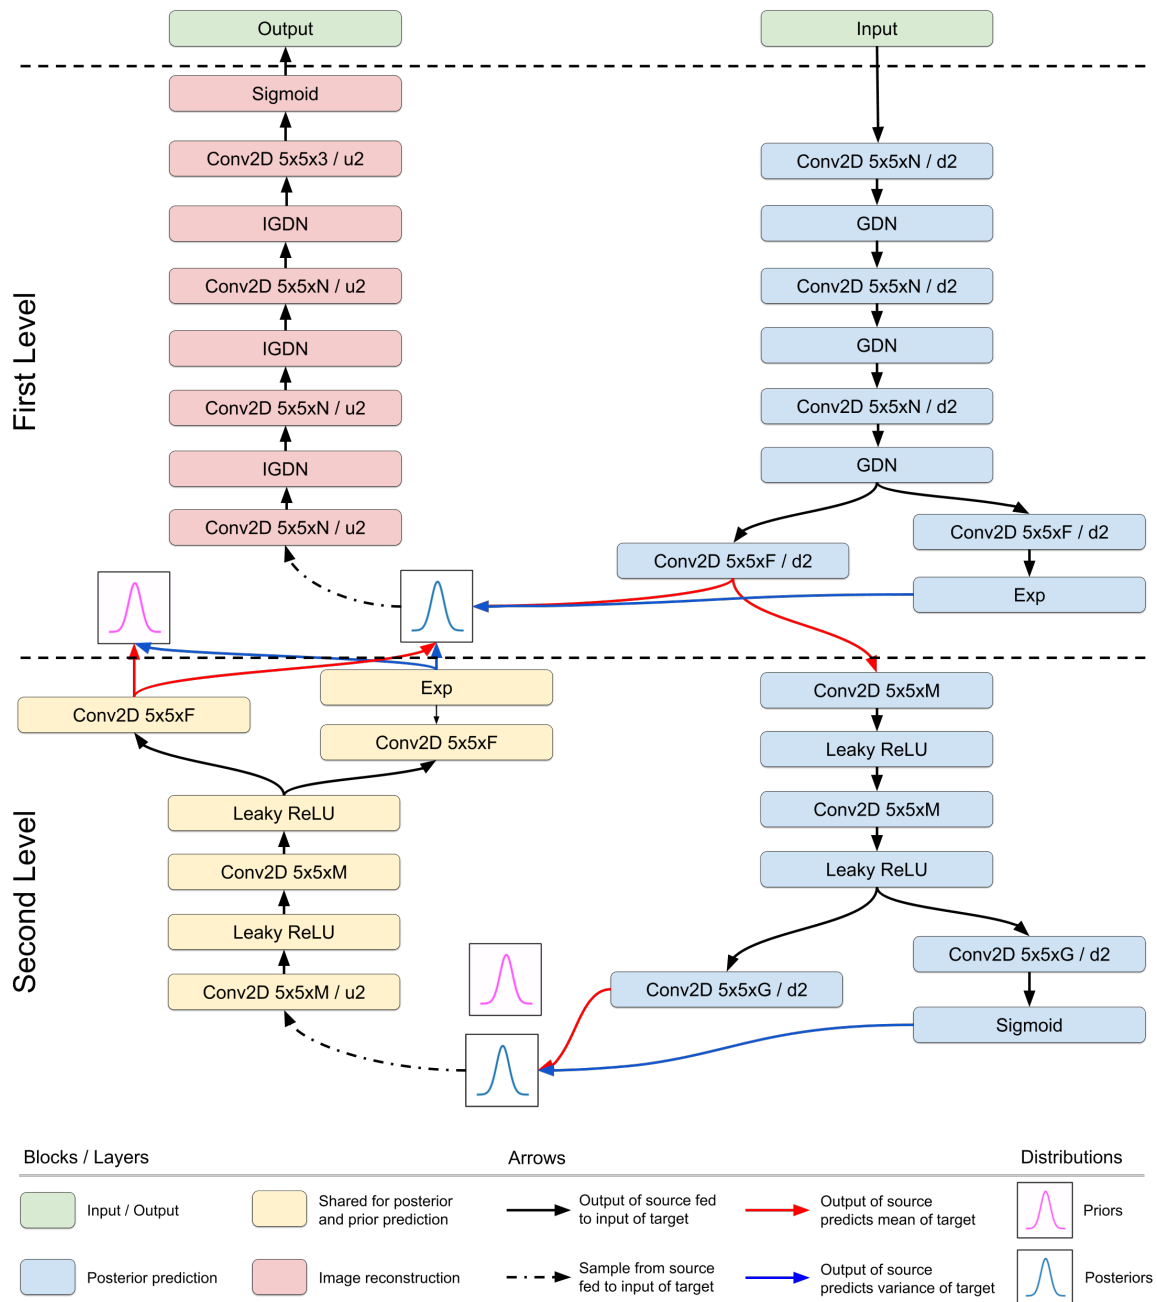 Output
Input
First Level
Sigmoid
Conv2D 5x5x3 / u2
IGDN
Conv2D 5x5xN / u2
IGDN
Conv2D 5x5xN / u2
IGDN
Conv2D 5x5xN / u2
Conv2D 5x5xN / d2
GDN
Conv2D 5x5xN / d2
GDN
Conv2D 5x5xN / d2
GDN
Conv2D 5x5xF / d2
Conv2D 5x5xF / d2
Exp
Second Level
Conv2D 5x5xF
Exp
Conv2D 5x5xF
Leaky ReLU
Conv2D 5x5xM
Leaky ReLU
Conv2D 5x5xM / u2
Conv2D 5x5xM
Leaky ReLU
Conv2D 5x5xM
Leaky ReLU
Conv2D 5x5xG / d2
Conv2D 5x5xG / d2
Sigmoid
Blocks / Layers
Input / Output
Shared for posterior
and prior prediction
Posterior prediction
Image reconstruction
Arrows
Output of source fed
to input of target
Output of source
predicts mean of target
Sample from source
fed to input of target
Output of source
predicts variance of target
Distributions
Priors
Posteriors